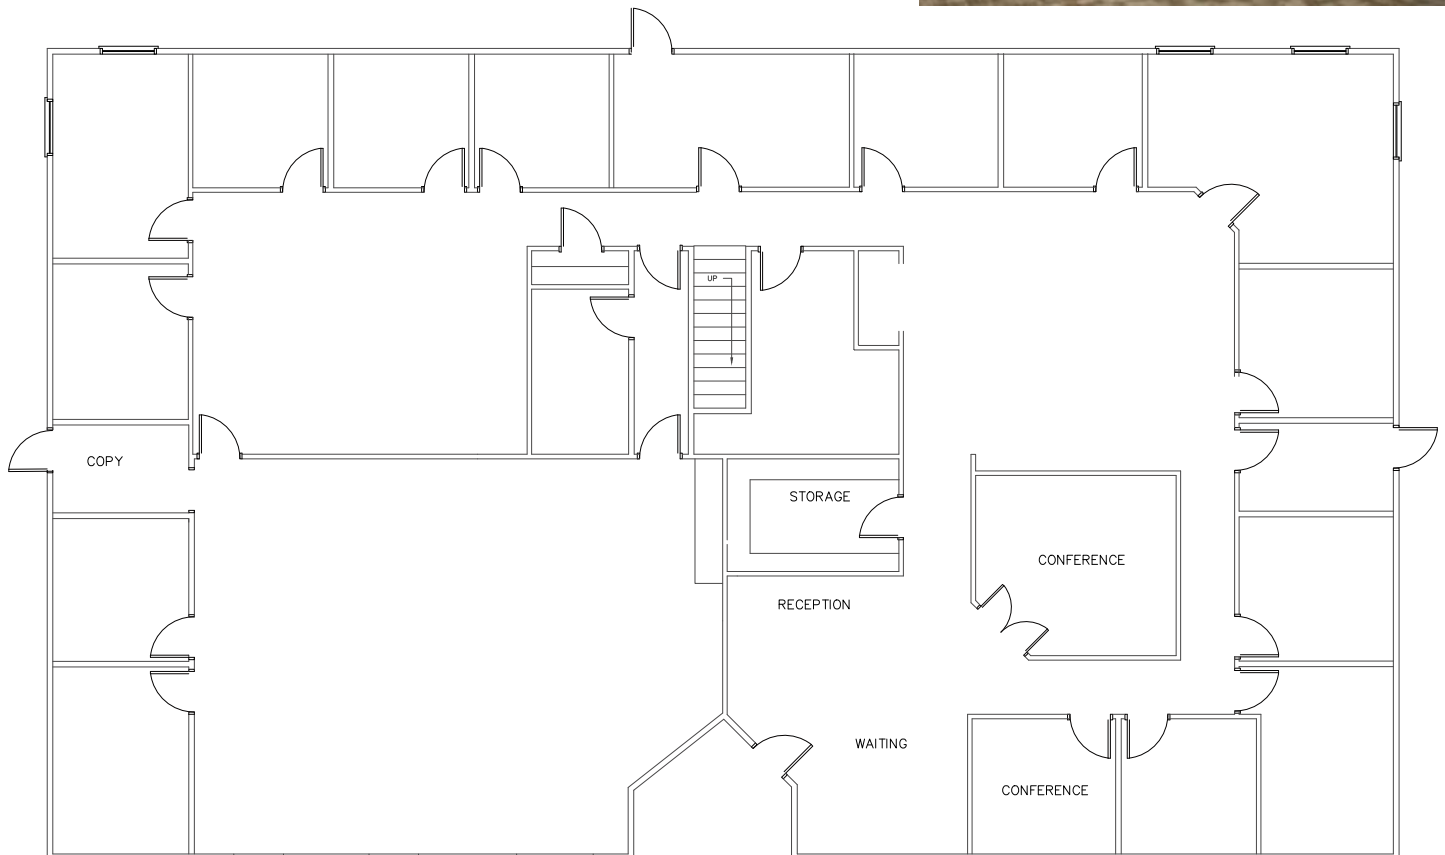 UP
COPY
STORAGE
CONFERENCE
RECEPTION
WAITING
CONFERENCE